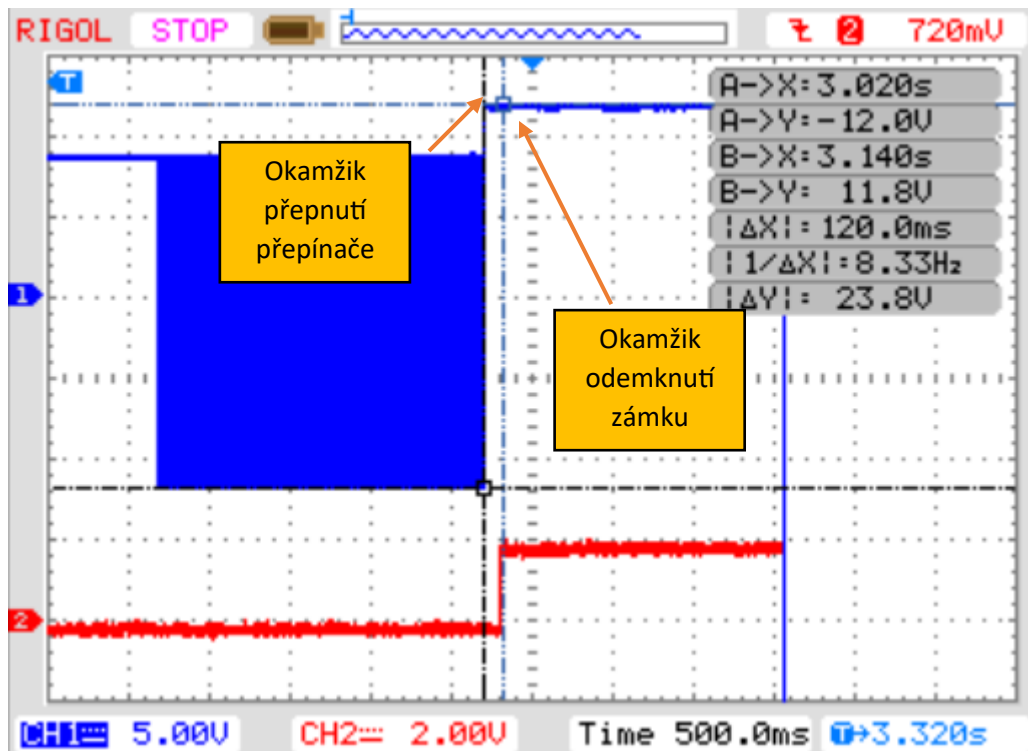 RIGOL STOP T 2 720mV
T
A->X: 3.020s
A->Y:-12.0V
B->X: 3.140s
B->Y: 11.8V
|ΔX|: 120.0ms
|1/ΔX|:8.33Hz
|ΔY|: 23.8V
Okamžik
přepnutí
přepínače
1
Okamžik
odemknutí
zámku
2
CH1 5.00V CH2 2.00V Time 500.0ms T→3.320s